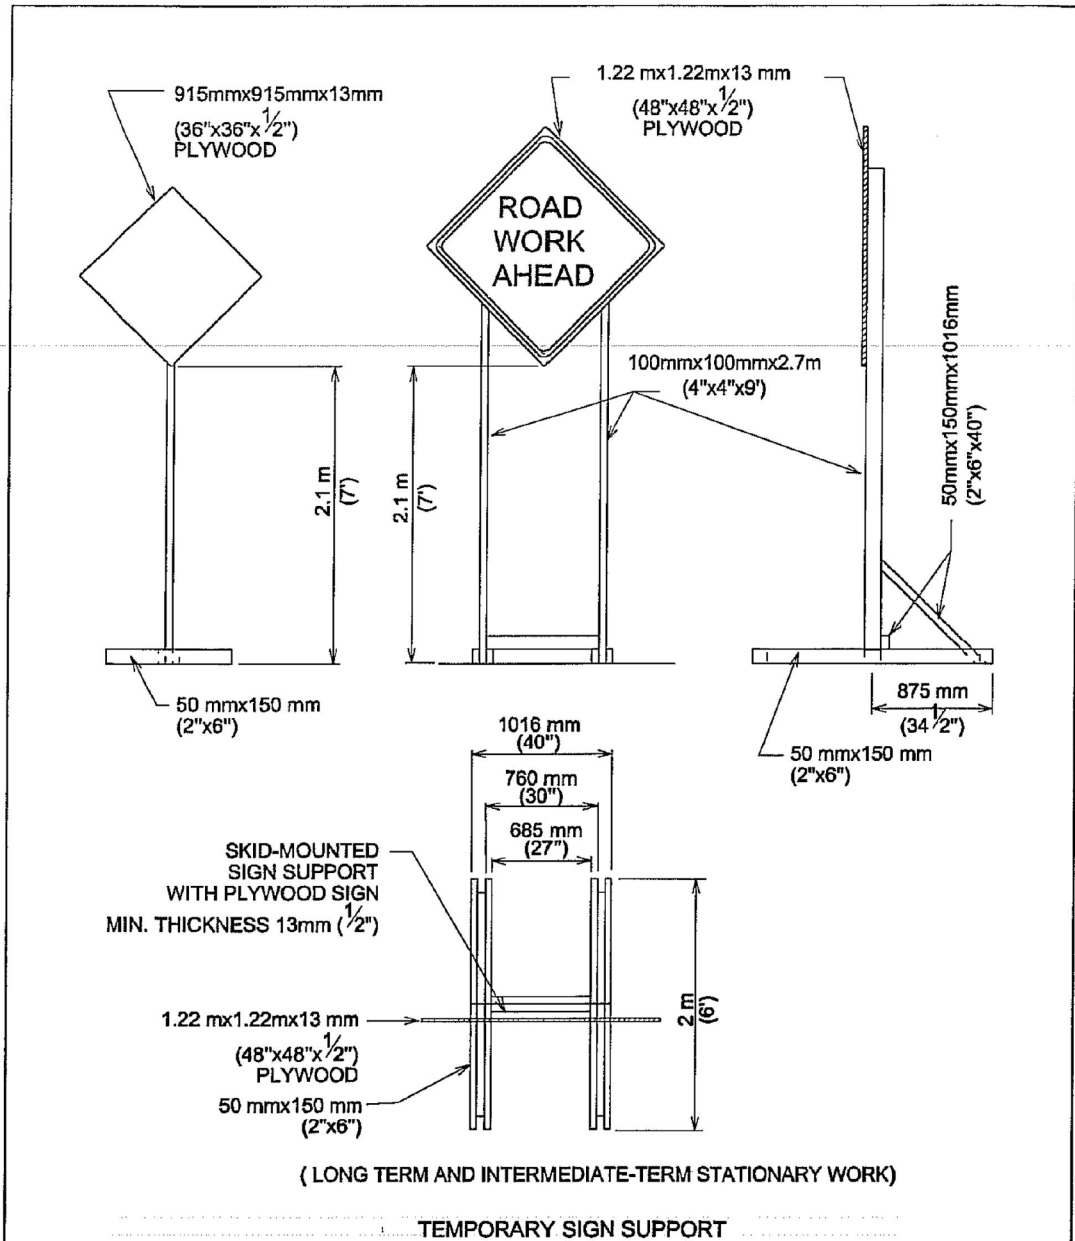 915mmx915mmx13mm
(36"x36"x 1/2")
PLYWOOD
1.22 mx1.22mx13 mm
(48"x48"x 1/2")
PLYWOOD
ROAD
WORK
AHEAD
100mmx100mmx2.7m
(4"x4"x9')
50mmx150mmx1016mm
(2"x6"x40")
2.1 m
(7')
2.1 m
(7')
50 mmx150 mm
(2"x6")
875 mm
(34 1/2")
50 mmx150 mm
(2"x6")
1016 mm
(40")
760 mm
(30")
685 mm
(27")
SKID-MOUNTED
SIGN SUPPORT
WITH PLYWOOD SIGN
MIN. THICKNESS 13mm ( 1/2")
2 m
(6')
1.22 mx1.22mx13 mm
(48"x48"x 1/2")
PLYWOOD
50 mmx150 mm
(2"x6")
( LONG TERM AND INTERMEDIATE-TERM STATIONARY WORK)
TEMPORARY SIGN SUPPORT